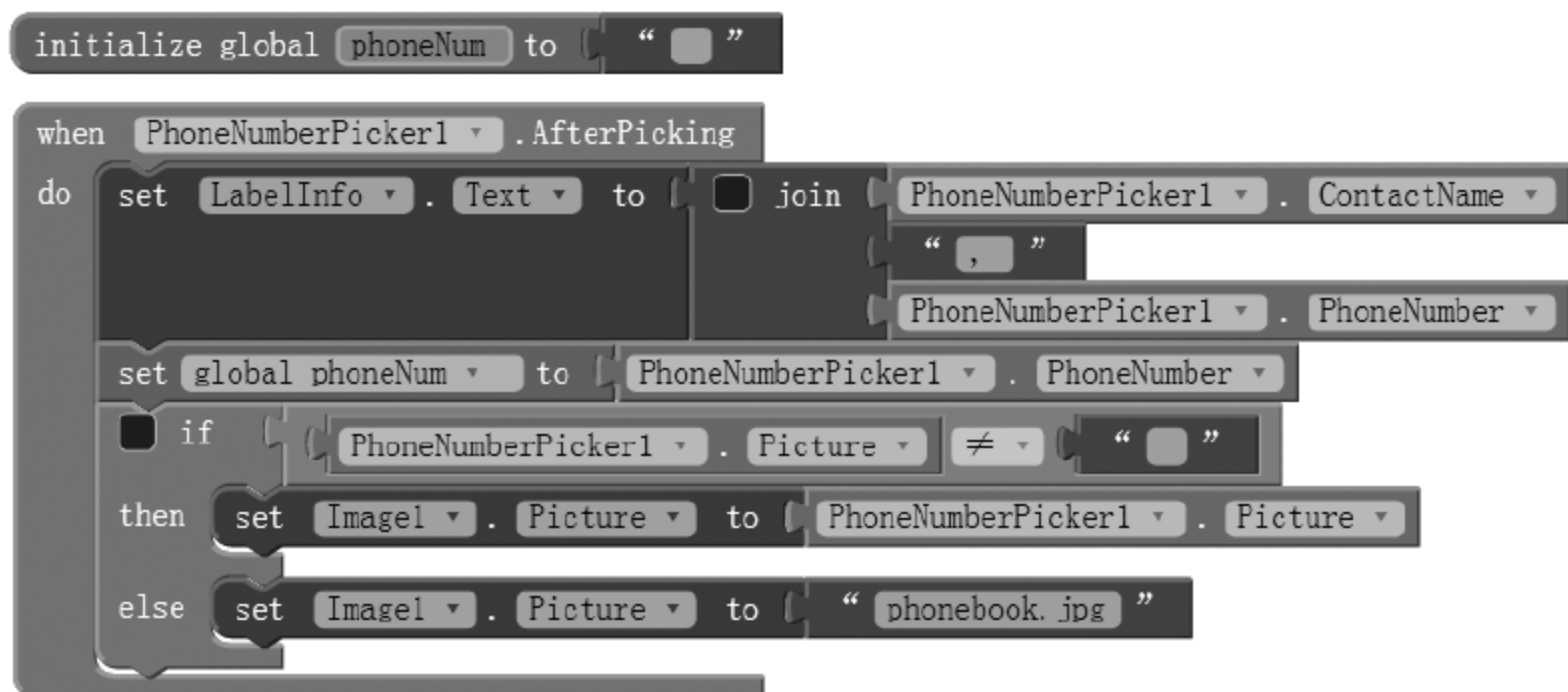 initialize global phoneNum to “ ”
when PhoneNumberPicker1 .AfterPicking
do set LabelInfo . Text to join PhoneNumberPicker1 . ContactName
“ , ”
PhoneNumberPicker1 . PhoneNumber
set global phoneNum to PhoneNumberPicker1 . PhoneNumber
if PhoneNumberPicker1 . Picture ≠ “ ”
then set Image1 . Picture to PhoneNumberPicker1 . Picture
else set Image1 . Picture to “ phonebook.jpg ”